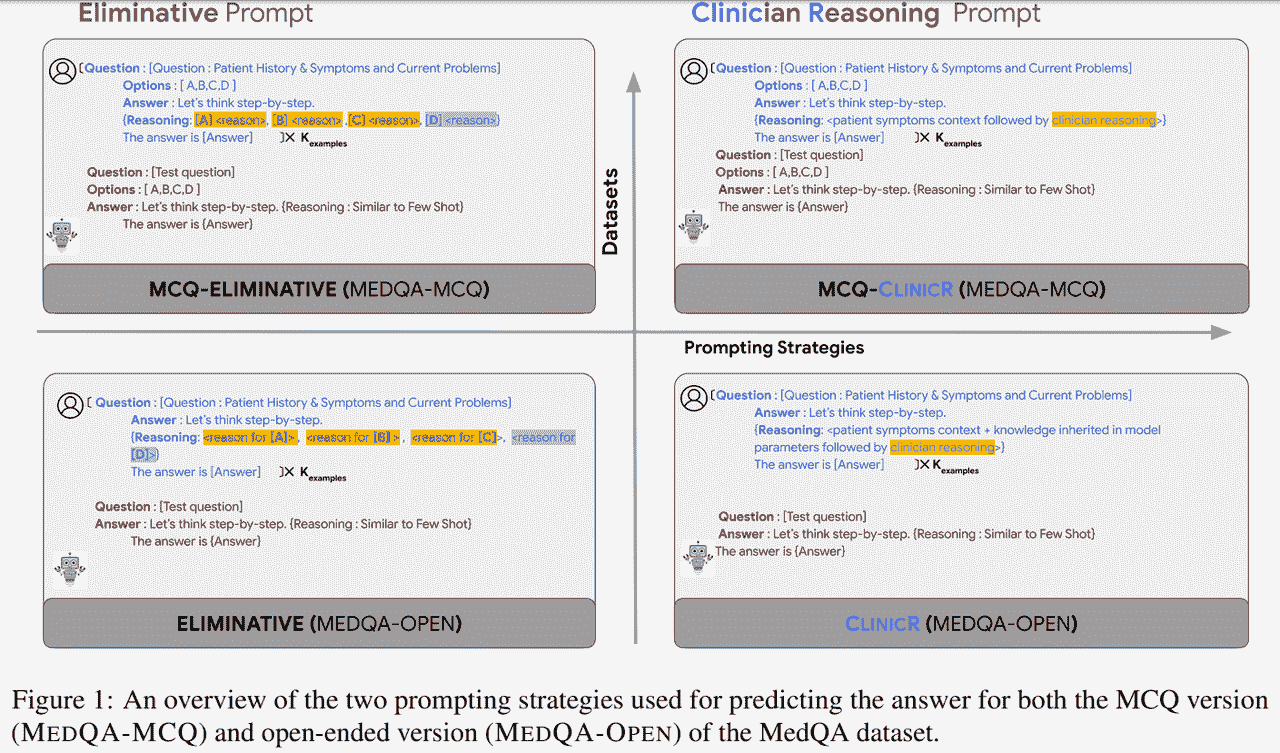 Eliminative Prompt
Clinician Reasoning Prompt
[Question : [Question : Patient History & Symptoms and Current Problems]
Options : [ A,B,C,D ]
Answer : Let's think step-by-step.
{Reasoning: [A] <reason>, [B] <reason> ,[C] <reason>, [D] <reason>}
The answer is [Answer] ]X K examples
Question : [Test question]
Options : [ A,B,C,D ]
Answer : Let's think step-by-step. {Reasoning : Similar to Few Shot}
The answer is {Answer}
MCQ-ELIMINATIVE (MEDQA-MCQ)
[Question : [Question : Patient History & Symptoms and Current Problems]
Options : [ A,B,C,D ]
Answer : Let's think step-by-step.
{Reasoning: <patient symptoms context followed by clinician reasoning>}
The answer is [Answer] ]X K examples
Question : [Test question]
Options : [ A,B,C,D ]
Answer : Let's think step-by-step. {Reasoning : Similar to Few Shot}
The answer is {Answer}
MCQ-CLINICR (MEDQA-MCQ)
Datasets
Prompting Strategies
[ Question : [Question : Patient History & Symptoms and Current Problems]
Answer : Let's think step-by-step.
{Reasoning: <reason for [A]>, <reason for [B] > , <reason for [C]>, <reason for
[D]>}
The answer is [Answer] ]X K examples
Question : [Test question]
Answer : Let's think step-by-step. {Reasoning : Similar to Few Shot}
The answer is {Answer}
ELIMINATIVE (MEDQA-OPEN)
[Question : [Question : Patient History & Symptoms and Current Problems]
Answer : Let's think step-by-step.
{Reasoning: <patient symptoms context + knowledge inherited in model
parameters followed by clinician reasoning>}
The answer is [Answer] ]X K examples
Question : [Test question]
Answer : Let's think step-by-step. {Reasoning : Similar to Few Shot}
The answer is {Answer}
CLINICR (MEDQA-OPEN)
Figure 1: An overview of the two prompting strategies used for predicting the answer for both the MCQ version
(MEDQA-MCQ) and open-ended version (MEDQA-OPEN) of the MedQA dataset.